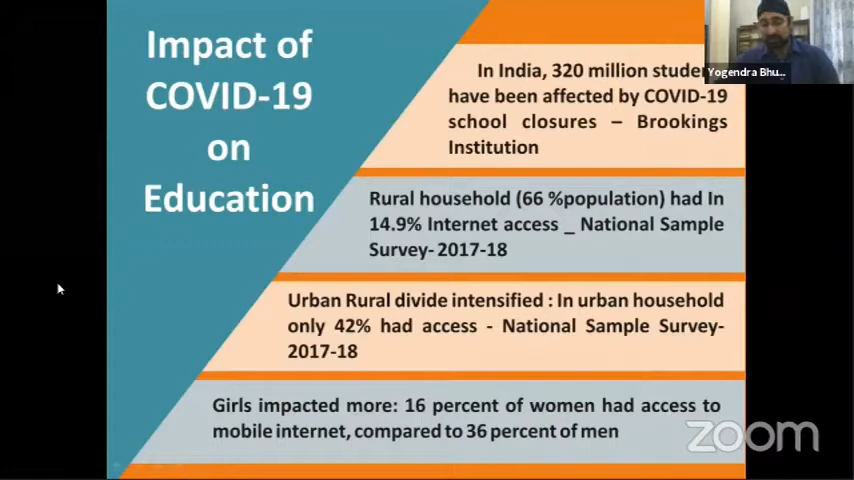 Impact of
COVID-19
on
Education
In India, 320 million
have been affected by COVID-19
school closures – Brookings
Institution
Rural household (66 %population) had In
14.9% Internet access _ National Sample
Survey- 2017-18
Urban Rural divide intensified : In urban household
only 42% had access - National Sample Survey-
2017-18
Girls impacted more: 16 percent of women had access to
mobile internet, compared to 36 percent of men
Yogendra Bhu...
zoom